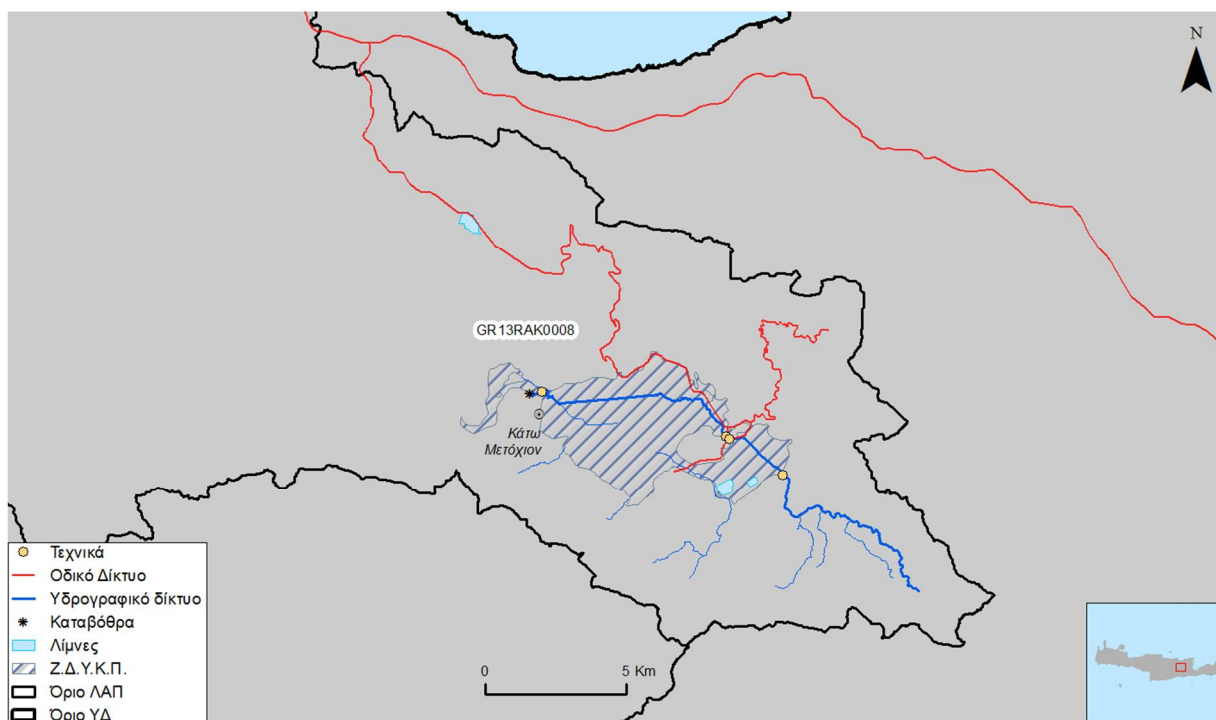 N
GR13RAK0008
Κάτω
Μετόχιον
Τεχνικά
Οδικό Δίκτυο
Υδρογραφικό δίκτυο
Καταβόθρα
Λίμνες
Ζ.Δ.Υ.Κ.Π.
Όριο ΛΑΠ
Όριο ΥΔ
0 5 Km